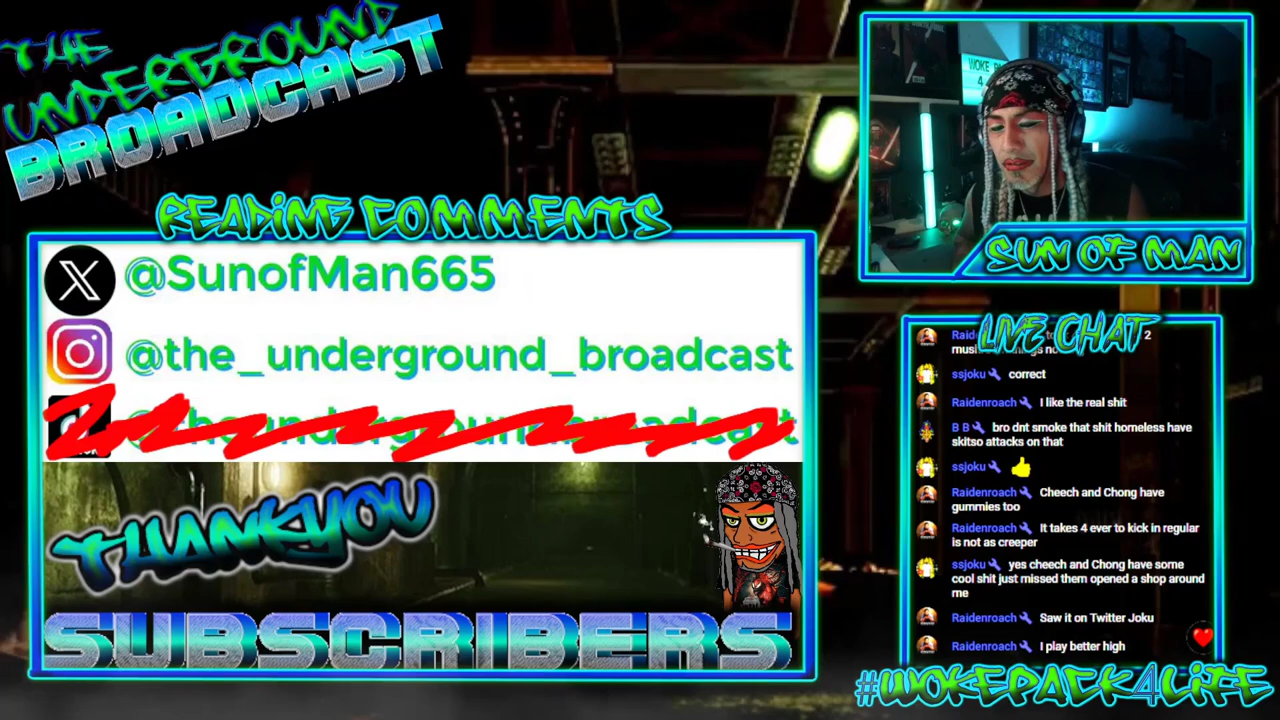 THE
UNDERGROUND
BROADCAST
READING COMMENTS
@SunofMan665
@the_underground_broadcast
THANKYOU
SUBSCRIBERS
WOKE
4
SUN OF MAN
LIVE CHAT
2
ssjoku correct
Raidenroach I like the real shit
B B bro dnt smoke that shit homeless have
skitso attacks on that
ssjoku 👍
Raidenroach Cheech and Chong have
gummies too
Raidenroach It takes 4 ever to kick in regular
is not as creeper
ssjoku yes cheech and Chong have some
cool shit just missed them opened a shop around
me
Raidenroach Saw it on Twitter Joku
Raidenroach I play better high
#WOKEPACK4LIFE